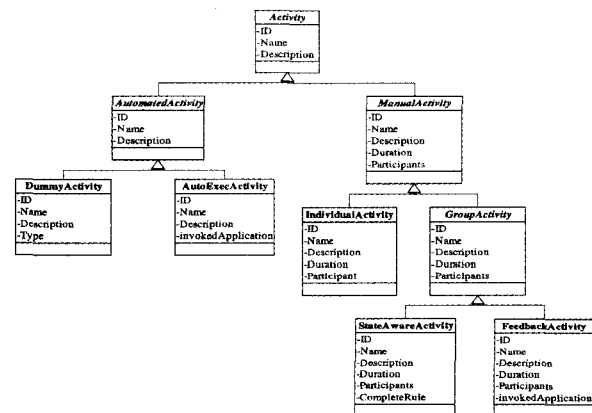 Activity
-ID
-Name
-Description
AutomatedActivity
-ID
-Name
-Description
ManualActivity
-ID
-Name
-Description
-Duration
-Participants
DummyActivity
-ID
-Name
-Description
-Type
AutoExecActivity
-ID
-Name
-Description
-invokedApplication
IndividualActivity
-ID
-Name
-Description
-Duration
-Participant
GroupActivity
-ID
-Name
-Description
-Duration
-Participants
StateAwareActivity
-ID
-Name
-Description
-Duration
-Participants
-CompleteRule
FeedbackActivity
-ID
-Name
-Description
-Duration
-Participants
-invokedApplication